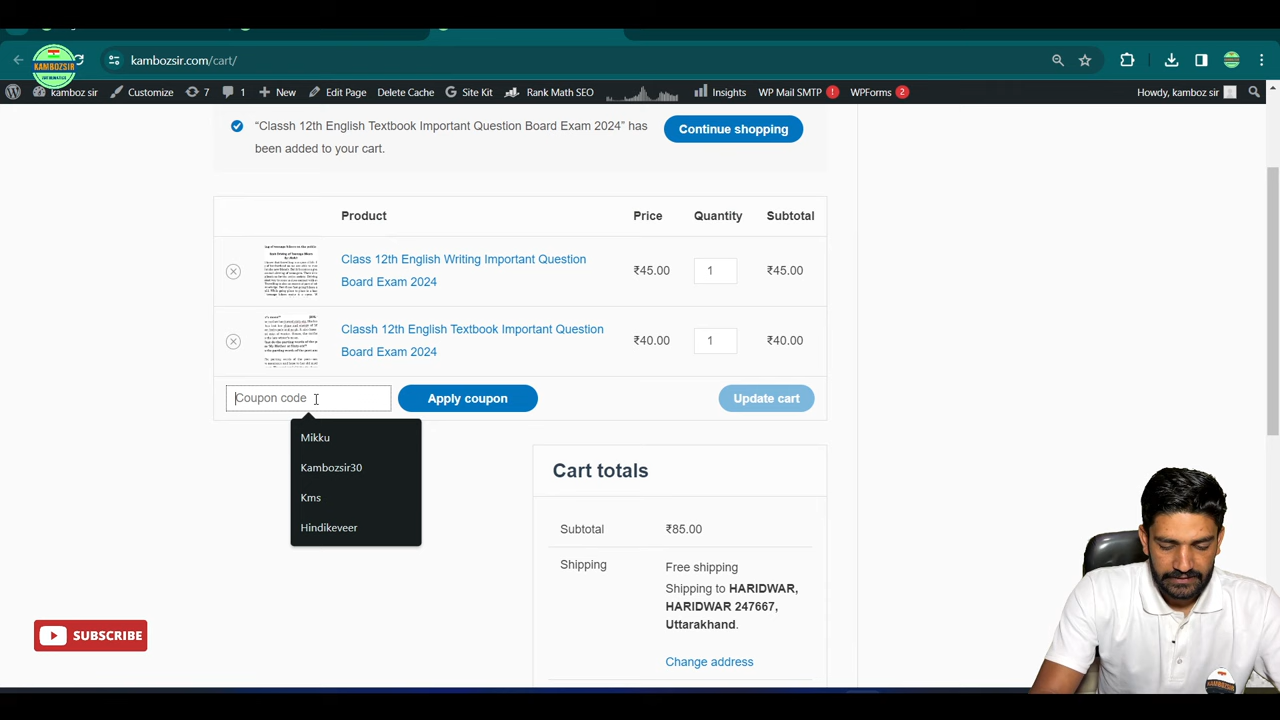 kambozsir.com/cart/
KAMBOZSIR
kamboz sir
Customize
7
1
New
Edit Page
Delete Cache
Site Kit
Rank Math SEO
Insights
WP Mail SMTP !
WPForms 2
Howdy, kamboz sir
“Classh 12th English Textbook Important Question Board Exam 2024” has
been added to your cart.
Continue shopping
Product Price Quantity Subtotal
Class 12th English Writing Important Question
Board Exam 2024
₹45.00 1 ₹45.00
Classh 12th English Textbook Important Question
Board Exam 2024
₹40.00 1 ₹40.00
Coupon code
Apply coupon
Update cart
Mikku
Kambozsir30
Kms
Hindikeveer
Cart totals
Subtotal ₹85.00
Shipping Free shipping
Shipping to HARIDWAR,
HARIDWAR 247667,
Uttarakhand.
Change address
SUBSCRIBE
KAMBOZSIR